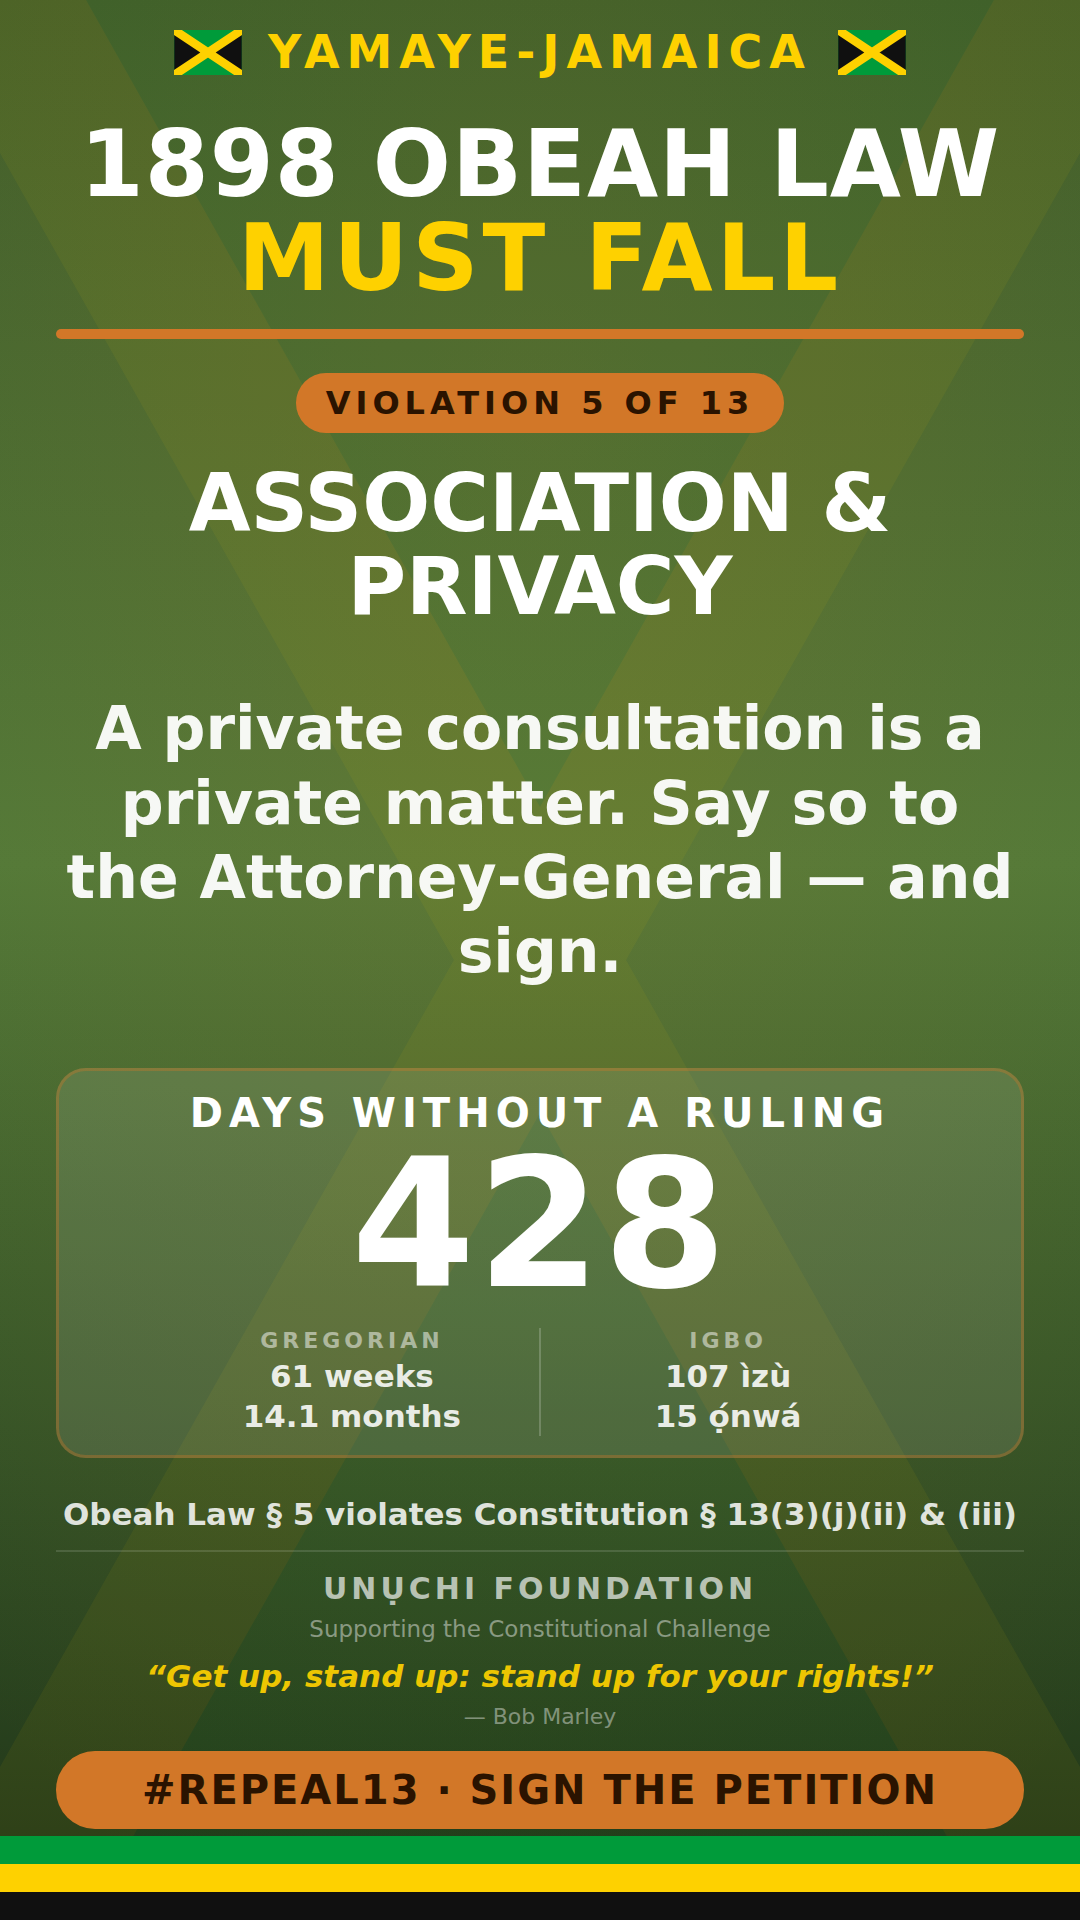 YAMAYE-JAMAICA
1898 OBEAH LAW
MUST FALL
VIOLATION 5 OF 13
ASSOCIATION &
PRIVACY
A private consultation is a
private matter. Say so to
the Attorney-General — and
sign.
DAYS WITHOUT A RULING
428
GREGORIAN
61 weeks
14.1 months
IGBO
107 ìzù
15 ọ́nwá
Obeah Law § 5 violates Constitution § 13(3)(j)(ii) & (iii)
UNỤCHI FOUNDATION
Supporting the Constitutional Challenge
“Get up, stand up: stand up for your rights!”
— Bob Marley
#REPEAL13 · SIGN THE PETITION